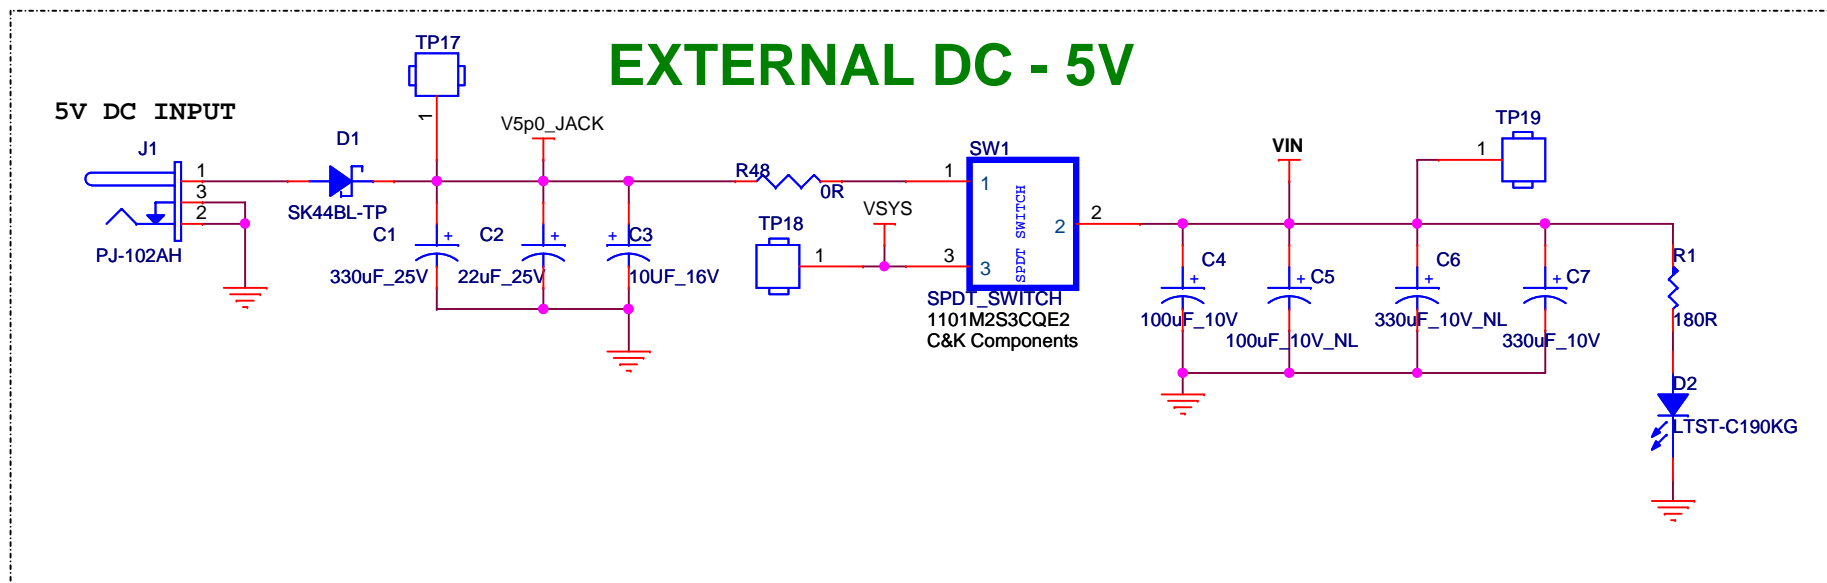 EXTERNAL DC - 5V
5V DC INPUT
J1
1
3
2
PJ-102AH
D1
SK44BL-TP
TP17
1
V5p0_JACK
C1
330uF_25V
C2
22uF_25V
C3
10UF_16V
R48
0R
TP18
1
VSYS
SW1
1
1
3
3
2
2
SPDT SWITCH
SPDT_SWITCH
1101M2S3CQE2
C&K Components
VIN
TP19
1
C4
100uF_10V
C5
100uF_10V_NL
C6
330uF_10V_NL
C7
330uF_10V
R1
180R
D2
LTST-C190KG